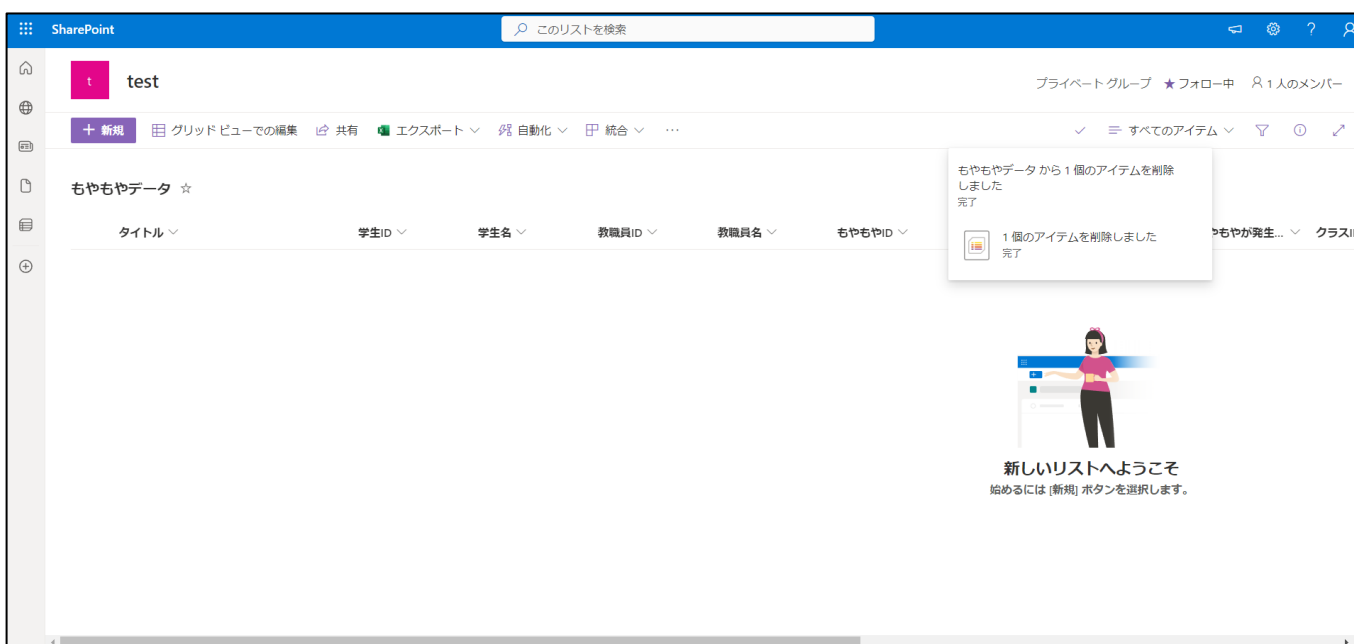 SharePoint
このリストを検索
t
test
プライベート グループ ★フォロー中 1 人のメンバー
新規 グリッド ビューでの編集 共有 エクスポート 自動化 統合 … すべてのアイテム
もやもやデータ から 1 個のアイテムを削除
しました
完了
1 個のアイテムを削除しました
完了
もやもやデータ
タイトル 学生ID 学生名 教職員ID 教職員名 もやもやID もやもやが発生... クラスI
新しいリストへようこそ
始めるには [新規] ボタンを選択します。